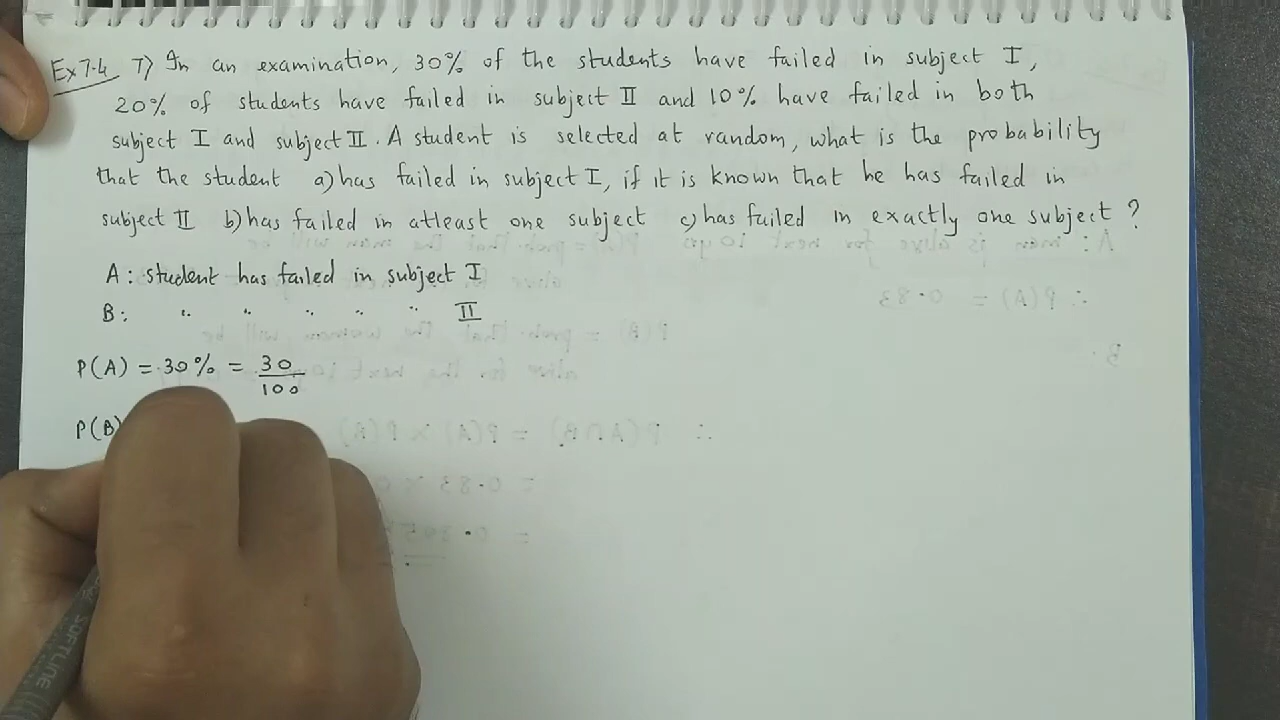 Ex 7.4 7) In an examination, 30% of the students have failed in subject I,
20% of students have failed in subject II and 10% have failed in both
subject I and subject II. A student is selected at random, what is the probability
that the student a) has failed in subject I, if it is known that he has failed in
subject II b) has failed in atleast one subject c) has failed in exactly one subject ?
A : student has failed in subject I
B : " " " " " II
P(A) = 30% = 30/100
P(B)
SOFTLINE